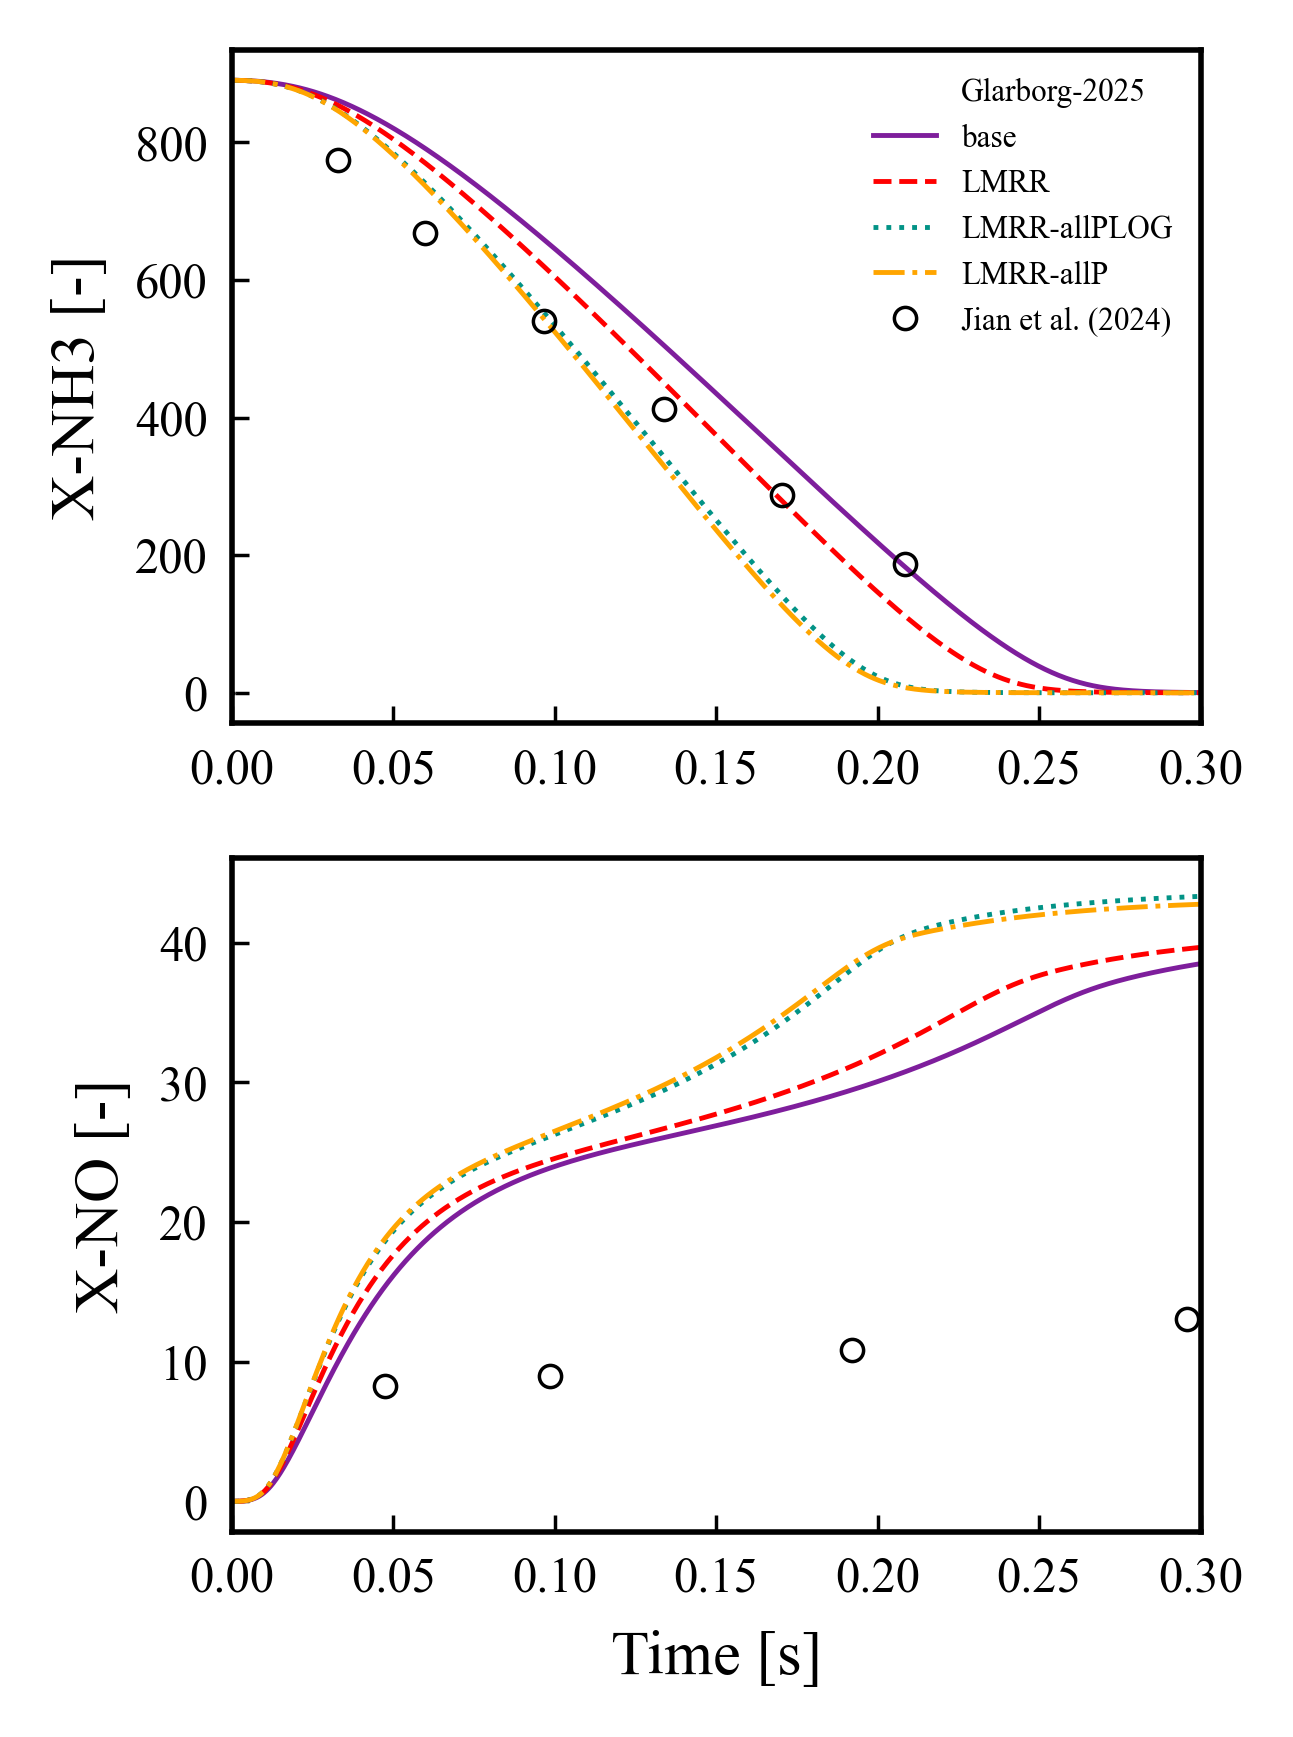 Glarborg-2025
base
LMRR
LMRR-allPLOG
LMRR-allP
Jian et al. (2024)
X-NH3 [-]
800
600
400
200
0
0.00 0.05 0.10 0.15 0.20 0.25 0.30
X-NO [-]
40
30
20
10
0
0.00 0.05 0.10 0.15 0.20 0.25 0.30
Time [s]